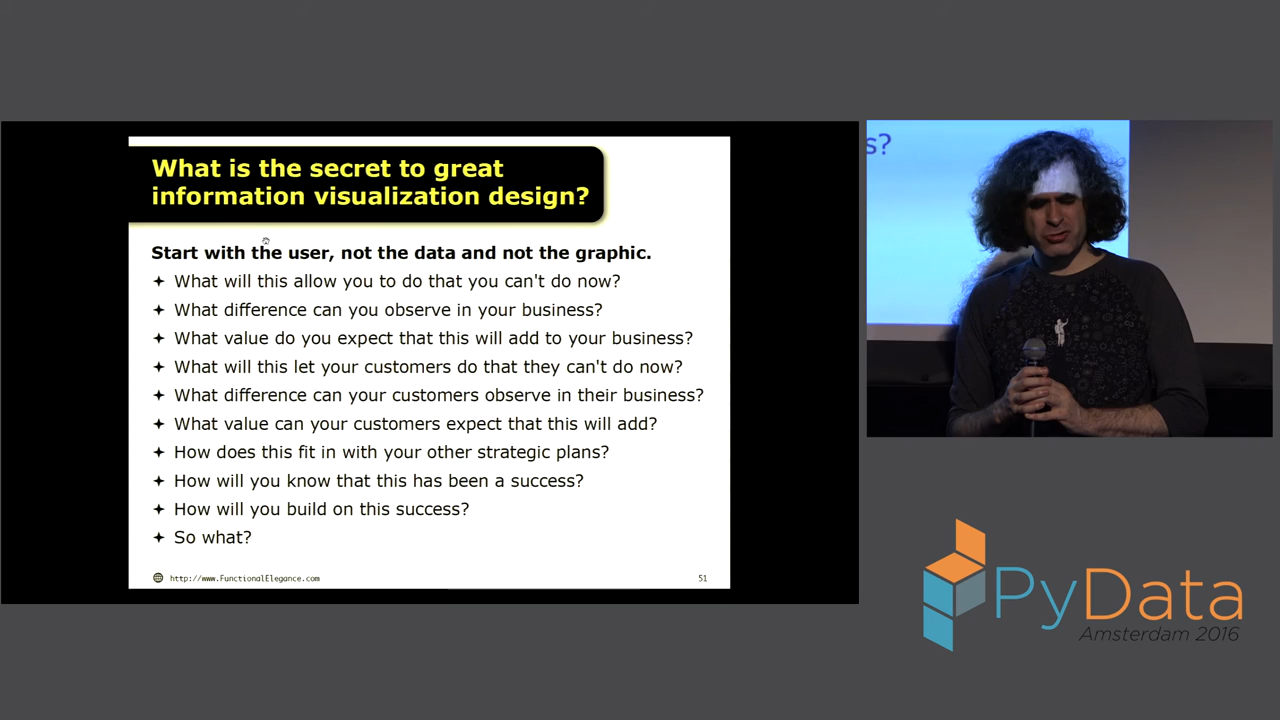 What is the secret to great
information visualization design?
Start with the user, not the data and not the graphic.
✦ What will this allow you to do that you can't do now?
✦ What difference can you observe in your business?
✦ What value do you expect that this will add to your business?
✦ What will this let your customers do that they can't do now?
✦ What difference can your customers observe in their business?
✦ What value can your customers expect that this will add?
✦ How does this fit in with your other strategic plans?
✦ How will you know that this has been a success?
✦ How will you build on this success?
✦ So what?
http://www.FunctionalElegance.com 51
s?
PyData
Amsterdam 2016